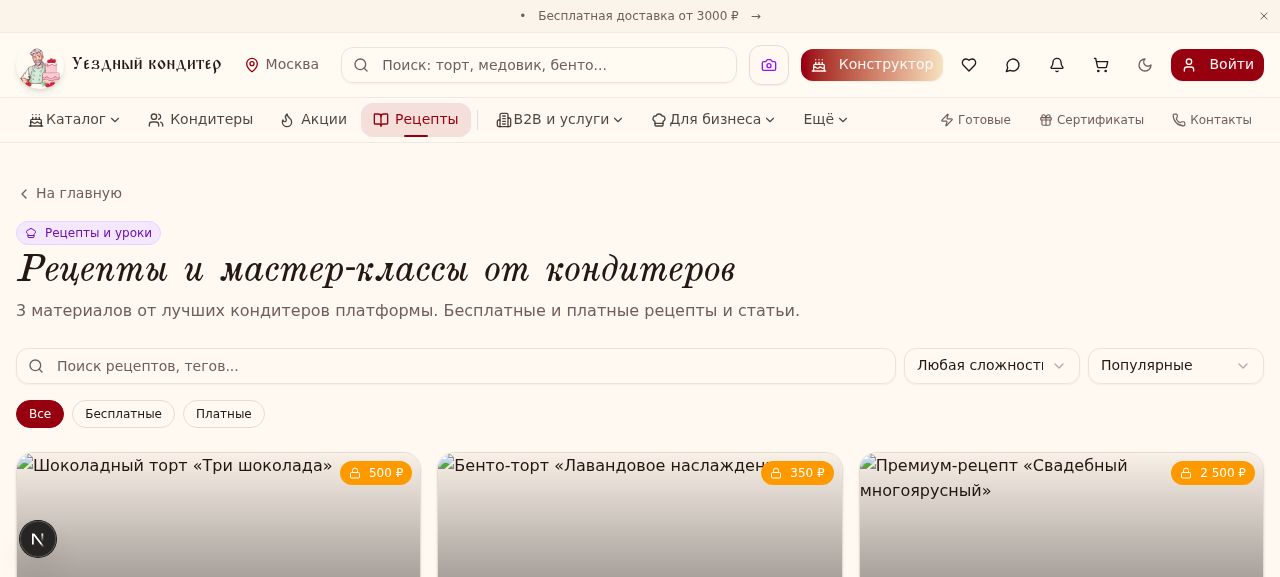 • Бесплатная доставка от 3000 ₽ →
Уездный кондитер
Москва
Поиск: торт, медовик, бенто...
Конструктор
Войти
Каталог
Кондитеры
Акции
Рецепты
B2B и услуги
Для бизнеса
Ещё
Готовые
Сертификаты
Контакты
На главную
Рецепты и уроки
Рецепты и мастер-классы от кондитеров
3 материалов от лучших кондитеров платформы. Бесплатные и платные рецепты и статьи.
Поиск рецептов, тегов...
Любая сложность
Популярные
Все
Бесплатные
Платные
Шоколадный торт «Три шоколада»
500 ₽
Бенто-торт «Лавандовое наслажден
350 ₽
Премиум-рецепт «Свадебный
многоярусный»
2 500 ₽